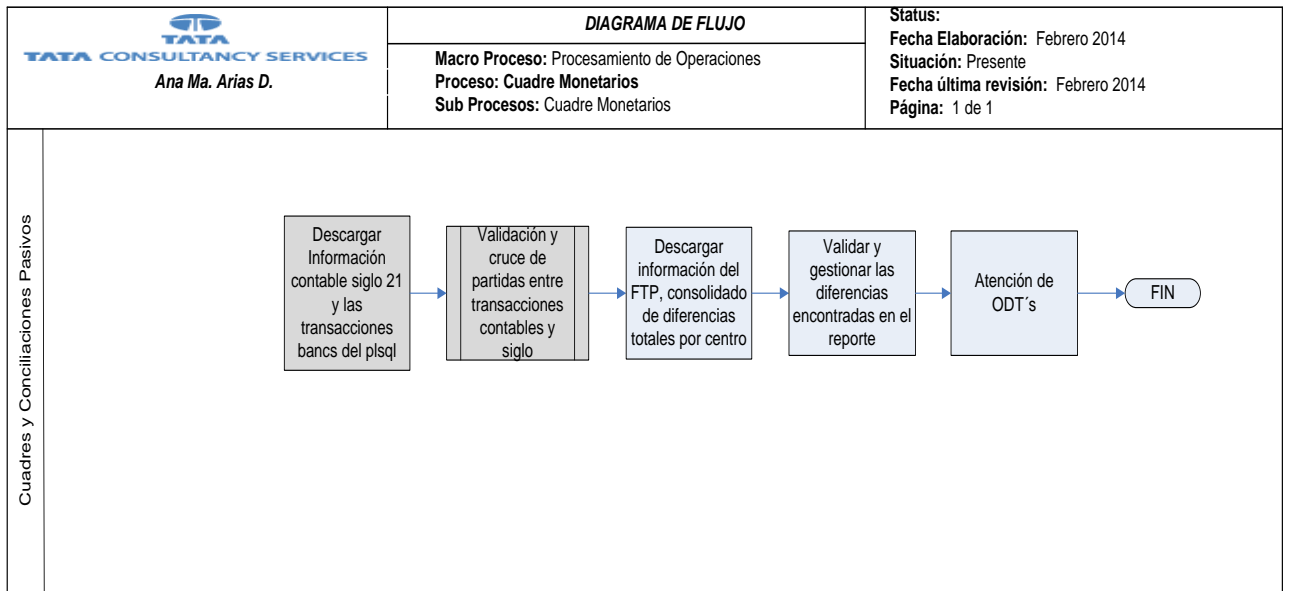 TATA
TATA CONSULTANCY SERVICES
Ana Ma. Arias D.
DIAGRAMA DE FLUJO
Macro Proceso: Procesamiento de Operaciones
Proceso: Cuadre Monetarios
Sub Procesos: Cuadre Monetarios
Status:
Fecha Elaboración: Febrero 2014
Situación: Presente
Fecha última revisión: Febrero 2014
Página: 1 de 1
Cuadres y Conciliaciones Pasivos
Descargar
Información
contable siglo 21
y las
transacciones
bancs del plsql
Validación y
cruce de
partidas entre
transacciones
contables y
siglo
Descargar
información del
FTP, consolidado
de diferencias
totales por centro
Validar y
gestionar las
diferencias
encontradas en el
reporte
Atención de
ODT´s
FIN